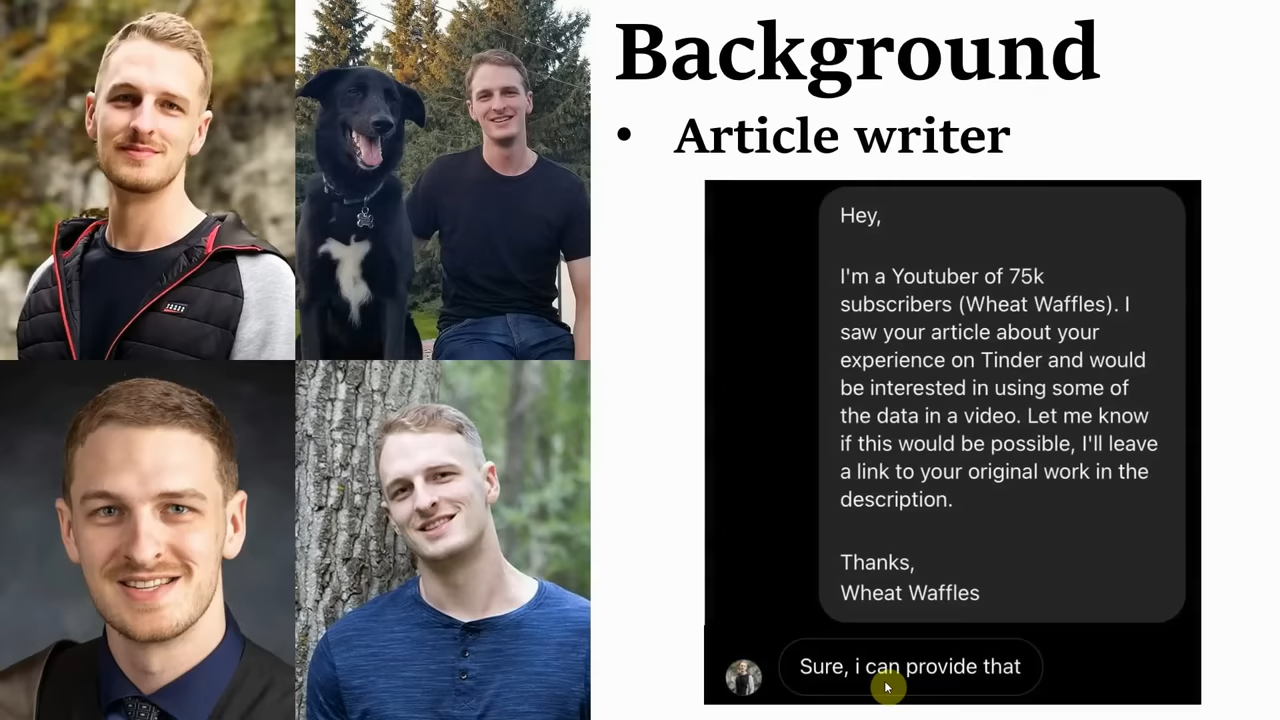 Background
• Article writer
Hey,
I'm a Youtuber of 75k
subscribers (Wheat Waffles). I
saw your article about your
experience on Tinder and would
be interested in using some of
the data in a video. Let me know
if this would be possible, I'll leave
a link to your original work in the
description.
Thanks,
Wheat Waffles
Sure, i can provide that